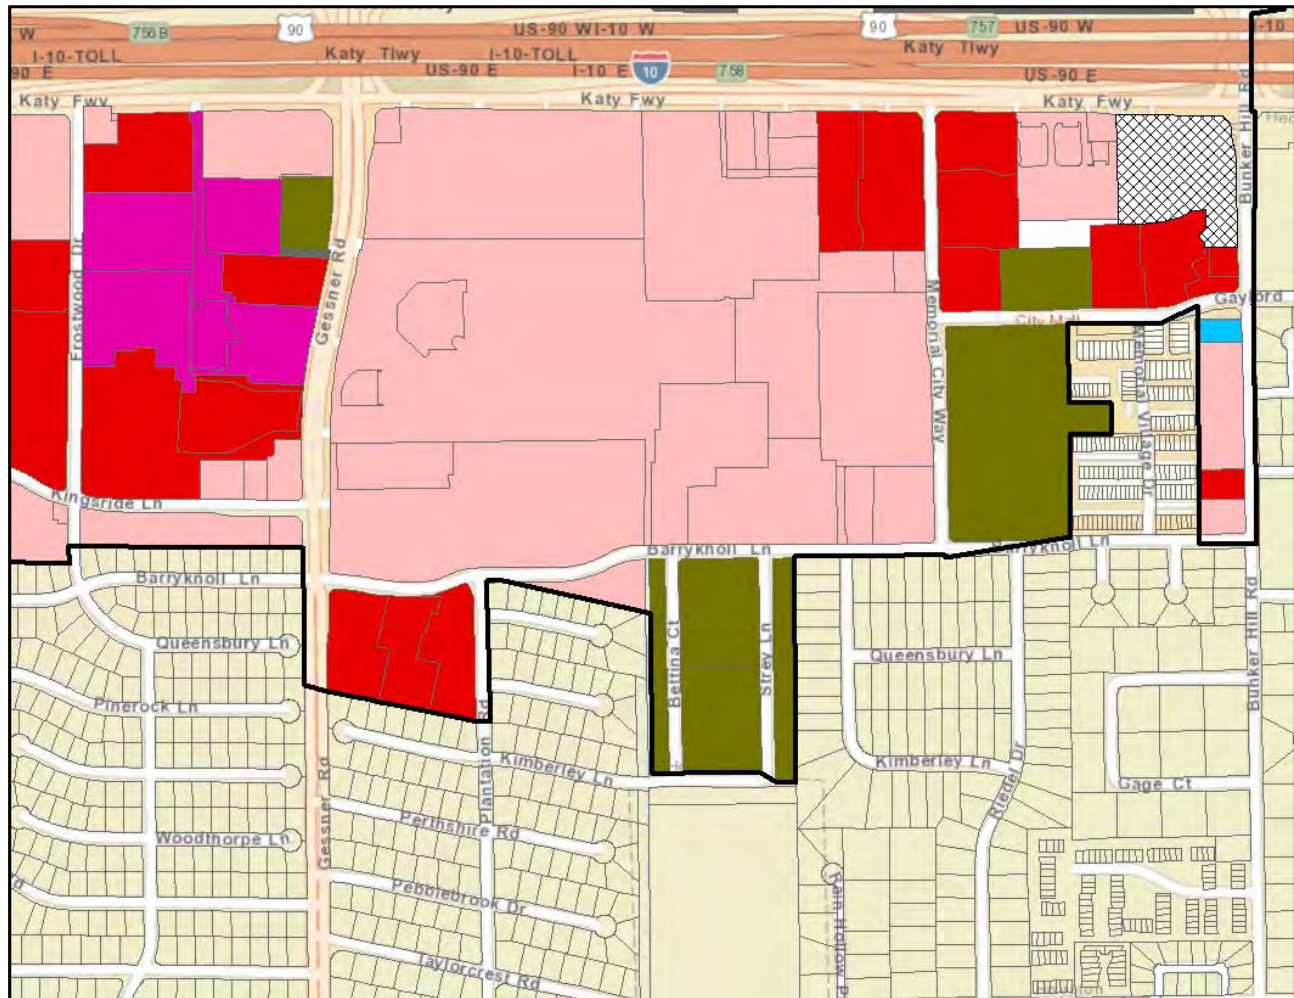 W
756 B
90
US-90 W
I-10 W
90
757
US-90 W
I-10
I-10-TOLL
Katy Tlwy
I-10-TOLL
Katy Tlwy
90 E
US-90 E
I-10 E
10
758
US-90 E
Katy Fwy
Katy Fwy
Katy Fwy
Bunker Hill Rd
Frostwood Dr
Gessner Rd
Memorial City Way
Gaylord
City Mall
Memorial Village Dr
Kingsride Ln
Barryknoll Ln
Barryknoll Ln
Barryknoll Ln
Queensbury Ln
Bettina Ct
Strey Ln
Queensbury Ln
Bunker Hill Rd
Pinerock Ln
Plantation Rd
Kimberley Ln
Kimberley Ln
Riedel Dr
Gage Ct
Gessner Rd
Perthshire Rd
Woodthorpe Ln
Pebblebrook Dr
Rain Hollow P
Taylorcrest Rd